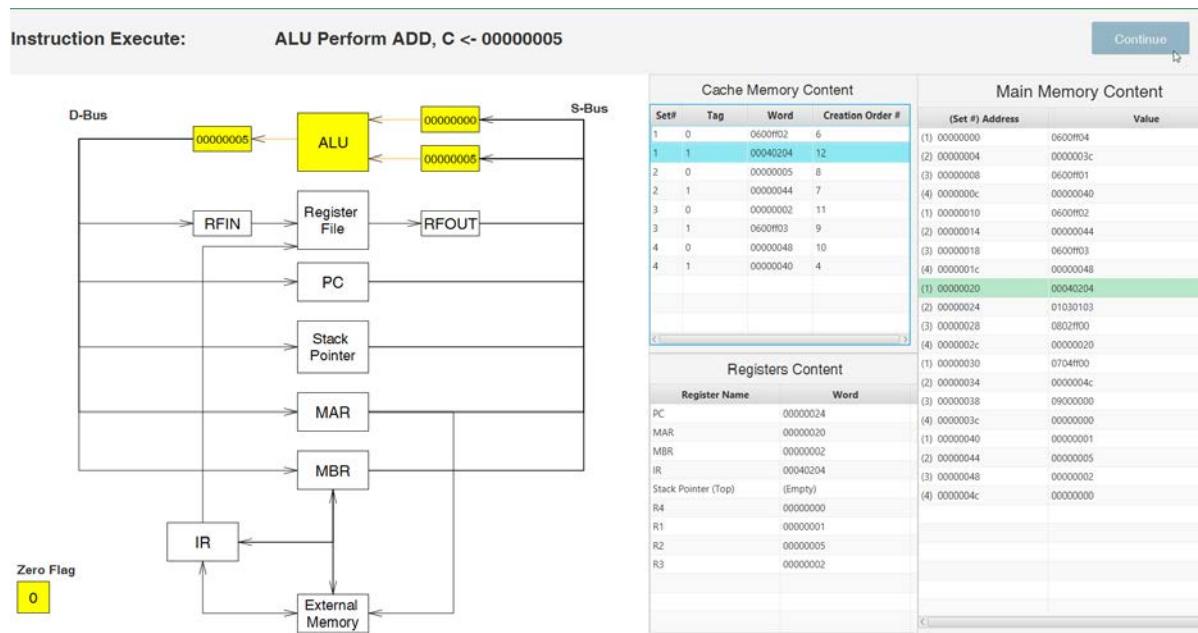 Instruction Execute: ALU Perform ADD, C <- 00000005
Continue
D-Bus
S-Bus
00000005
ALU
00000000
00000005
RFIN
Register
File
RFOUT
PC
Stack
Pointer
MAR
MBR
IR
Zero Flag
0
External
Memory
Cache Memory Content
Set# Tag Word Creation Order #
1 0 0600ff02 6
1 1 00040204 12
2 0 00000005 8
2 1 00000044 7
3 0 00000002 11
3 1 0600ff03 9
4 0 00000048 10
4 1 00000040 4
Registers Content
Register Name Word
PC 00000024
MAR 00000020
MBR 00000002
IR 00040204
Stack Pointer (Top) (Empty)
R4 00000000
R1 00000001
R2 00000005
R3 00000002
Main Memory Content
(Set #) Address Value
(1) 00000000 0600ff04
(2) 00000004 0000003c
(3) 00000008 0600ff01
(4) 0000000c 00000040
(1) 00000010 0600ff02
(2) 00000014 00000044
(3) 00000018 0600ff03
(4) 0000001c 00000048
(1) 00000020 00040204
(2) 00000024 01030103
(3) 00000028 0802ff00
(4) 0000002c 00000020
(1) 00000030 0704ff00
(2) 00000034 0000004c
(3) 00000038 09000000
(4) 0000003c 00000000
(1) 00000040 00000001
(2) 00000044 00000005
(3) 00000048 00000002
(4) 0000004c 00000000